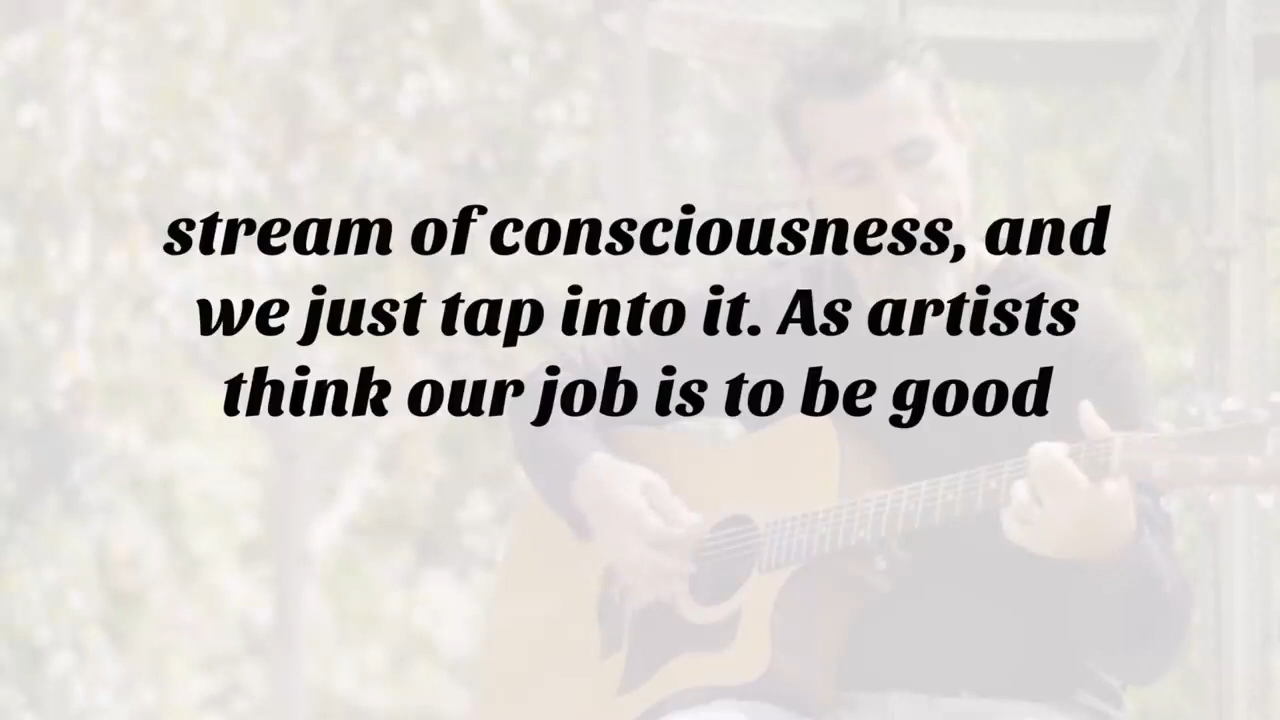 stream of consciousness, and
we just tap into it. As artists
think our job is to be good